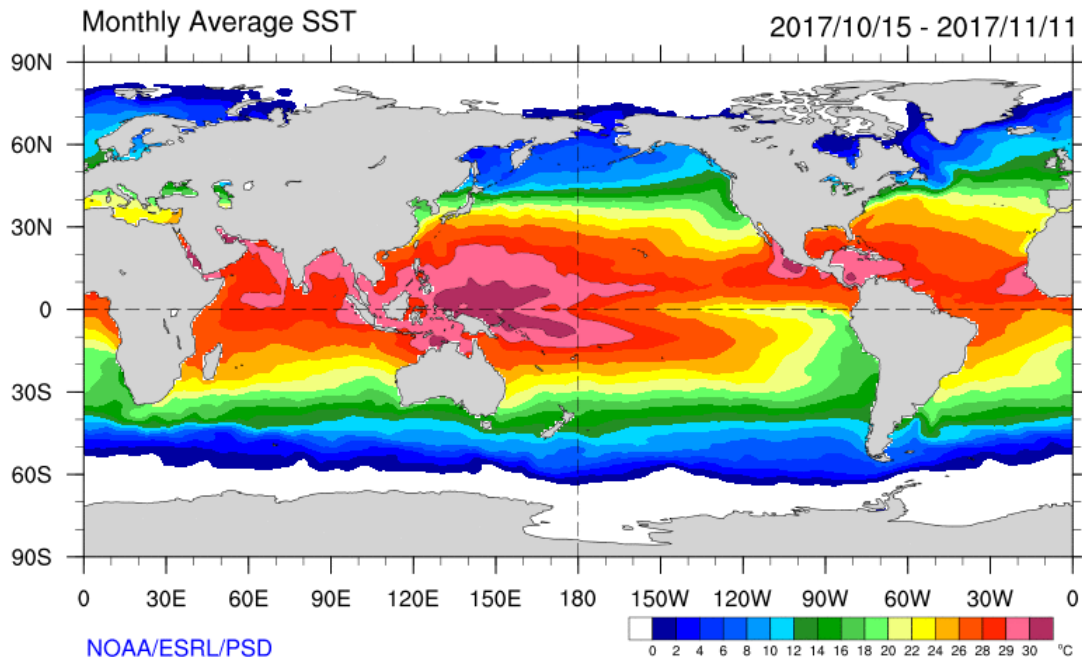 Monthly Average SST 2017/10/15 - 2017/11/11
90N
60N
30N
0
30S
60S
90S
0 30E 60E 90E 120E 150E 180 150W 120W 90W 60W 30W 0
0 2 4 6 8 10 12 14 16 18 20 22 24 26 28 29 30 °C
NOAA/ESRL/PSD